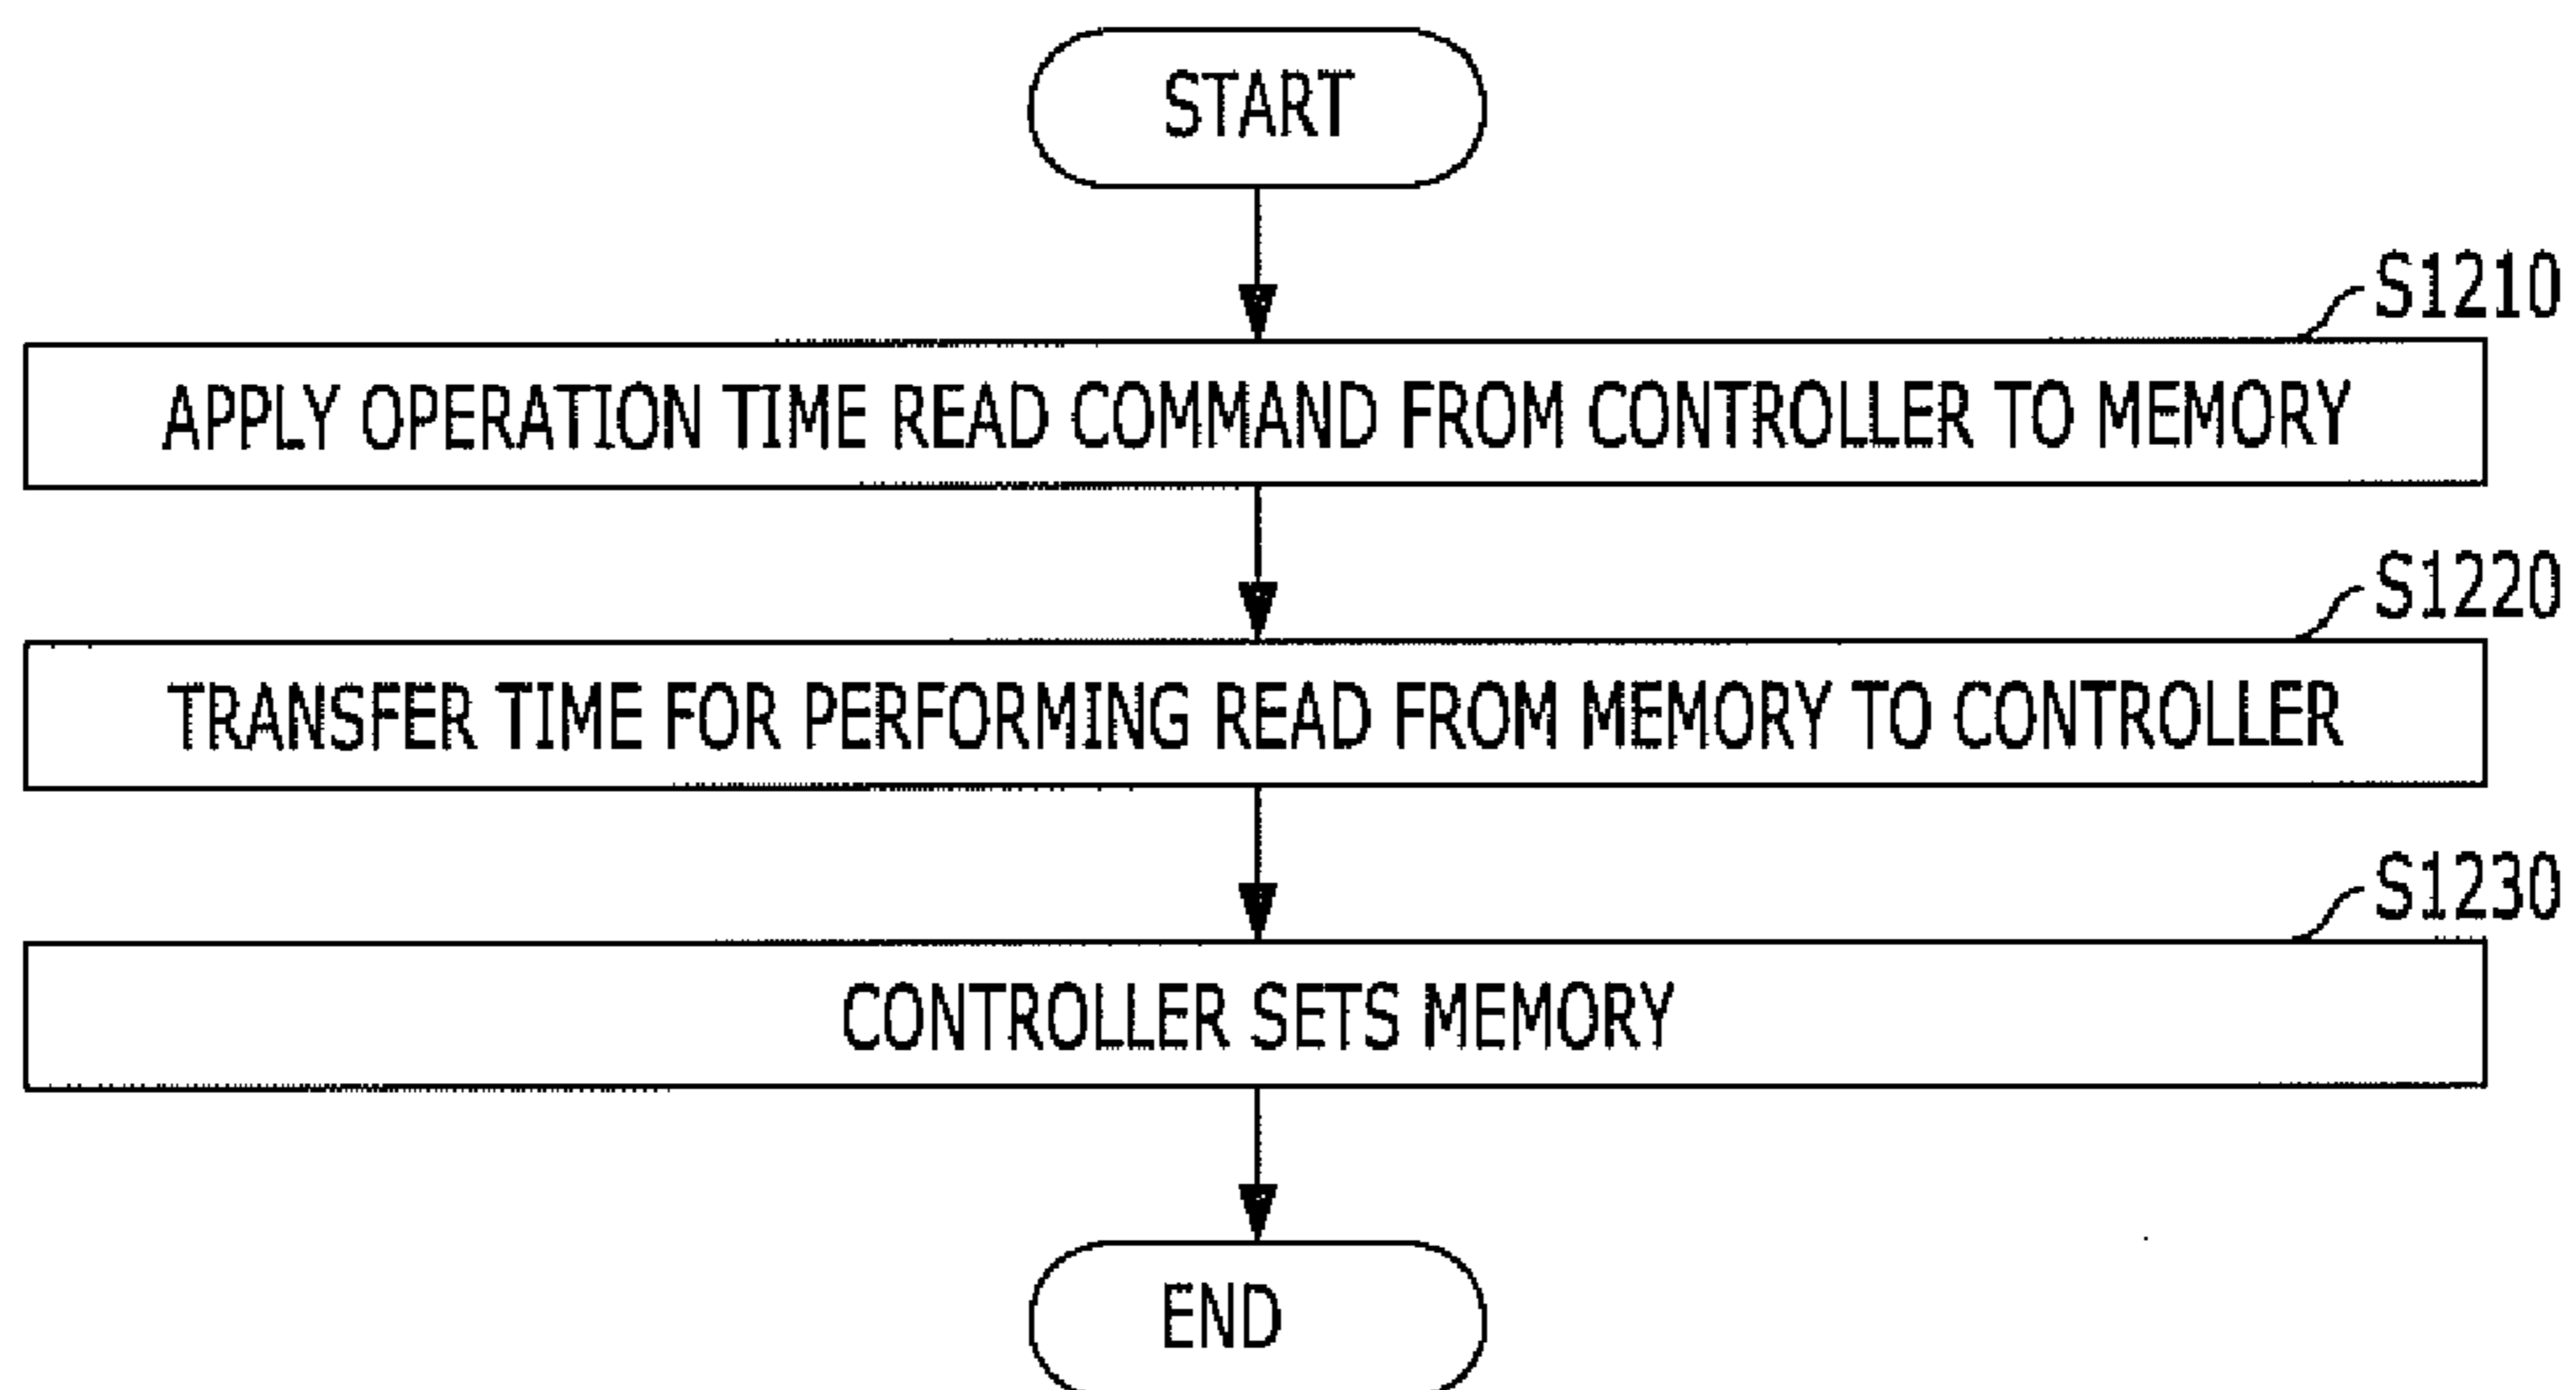 START
S1210
APPLY OPERATION TIME READ COMMAND FROM CONTROLLER TO MEMORY
S1220
TRANSFER TIME FOR PERFORMING READ FROM MEMORY TO CONTROLLER
S1230
CONTROLLER SETS MEMORY
END